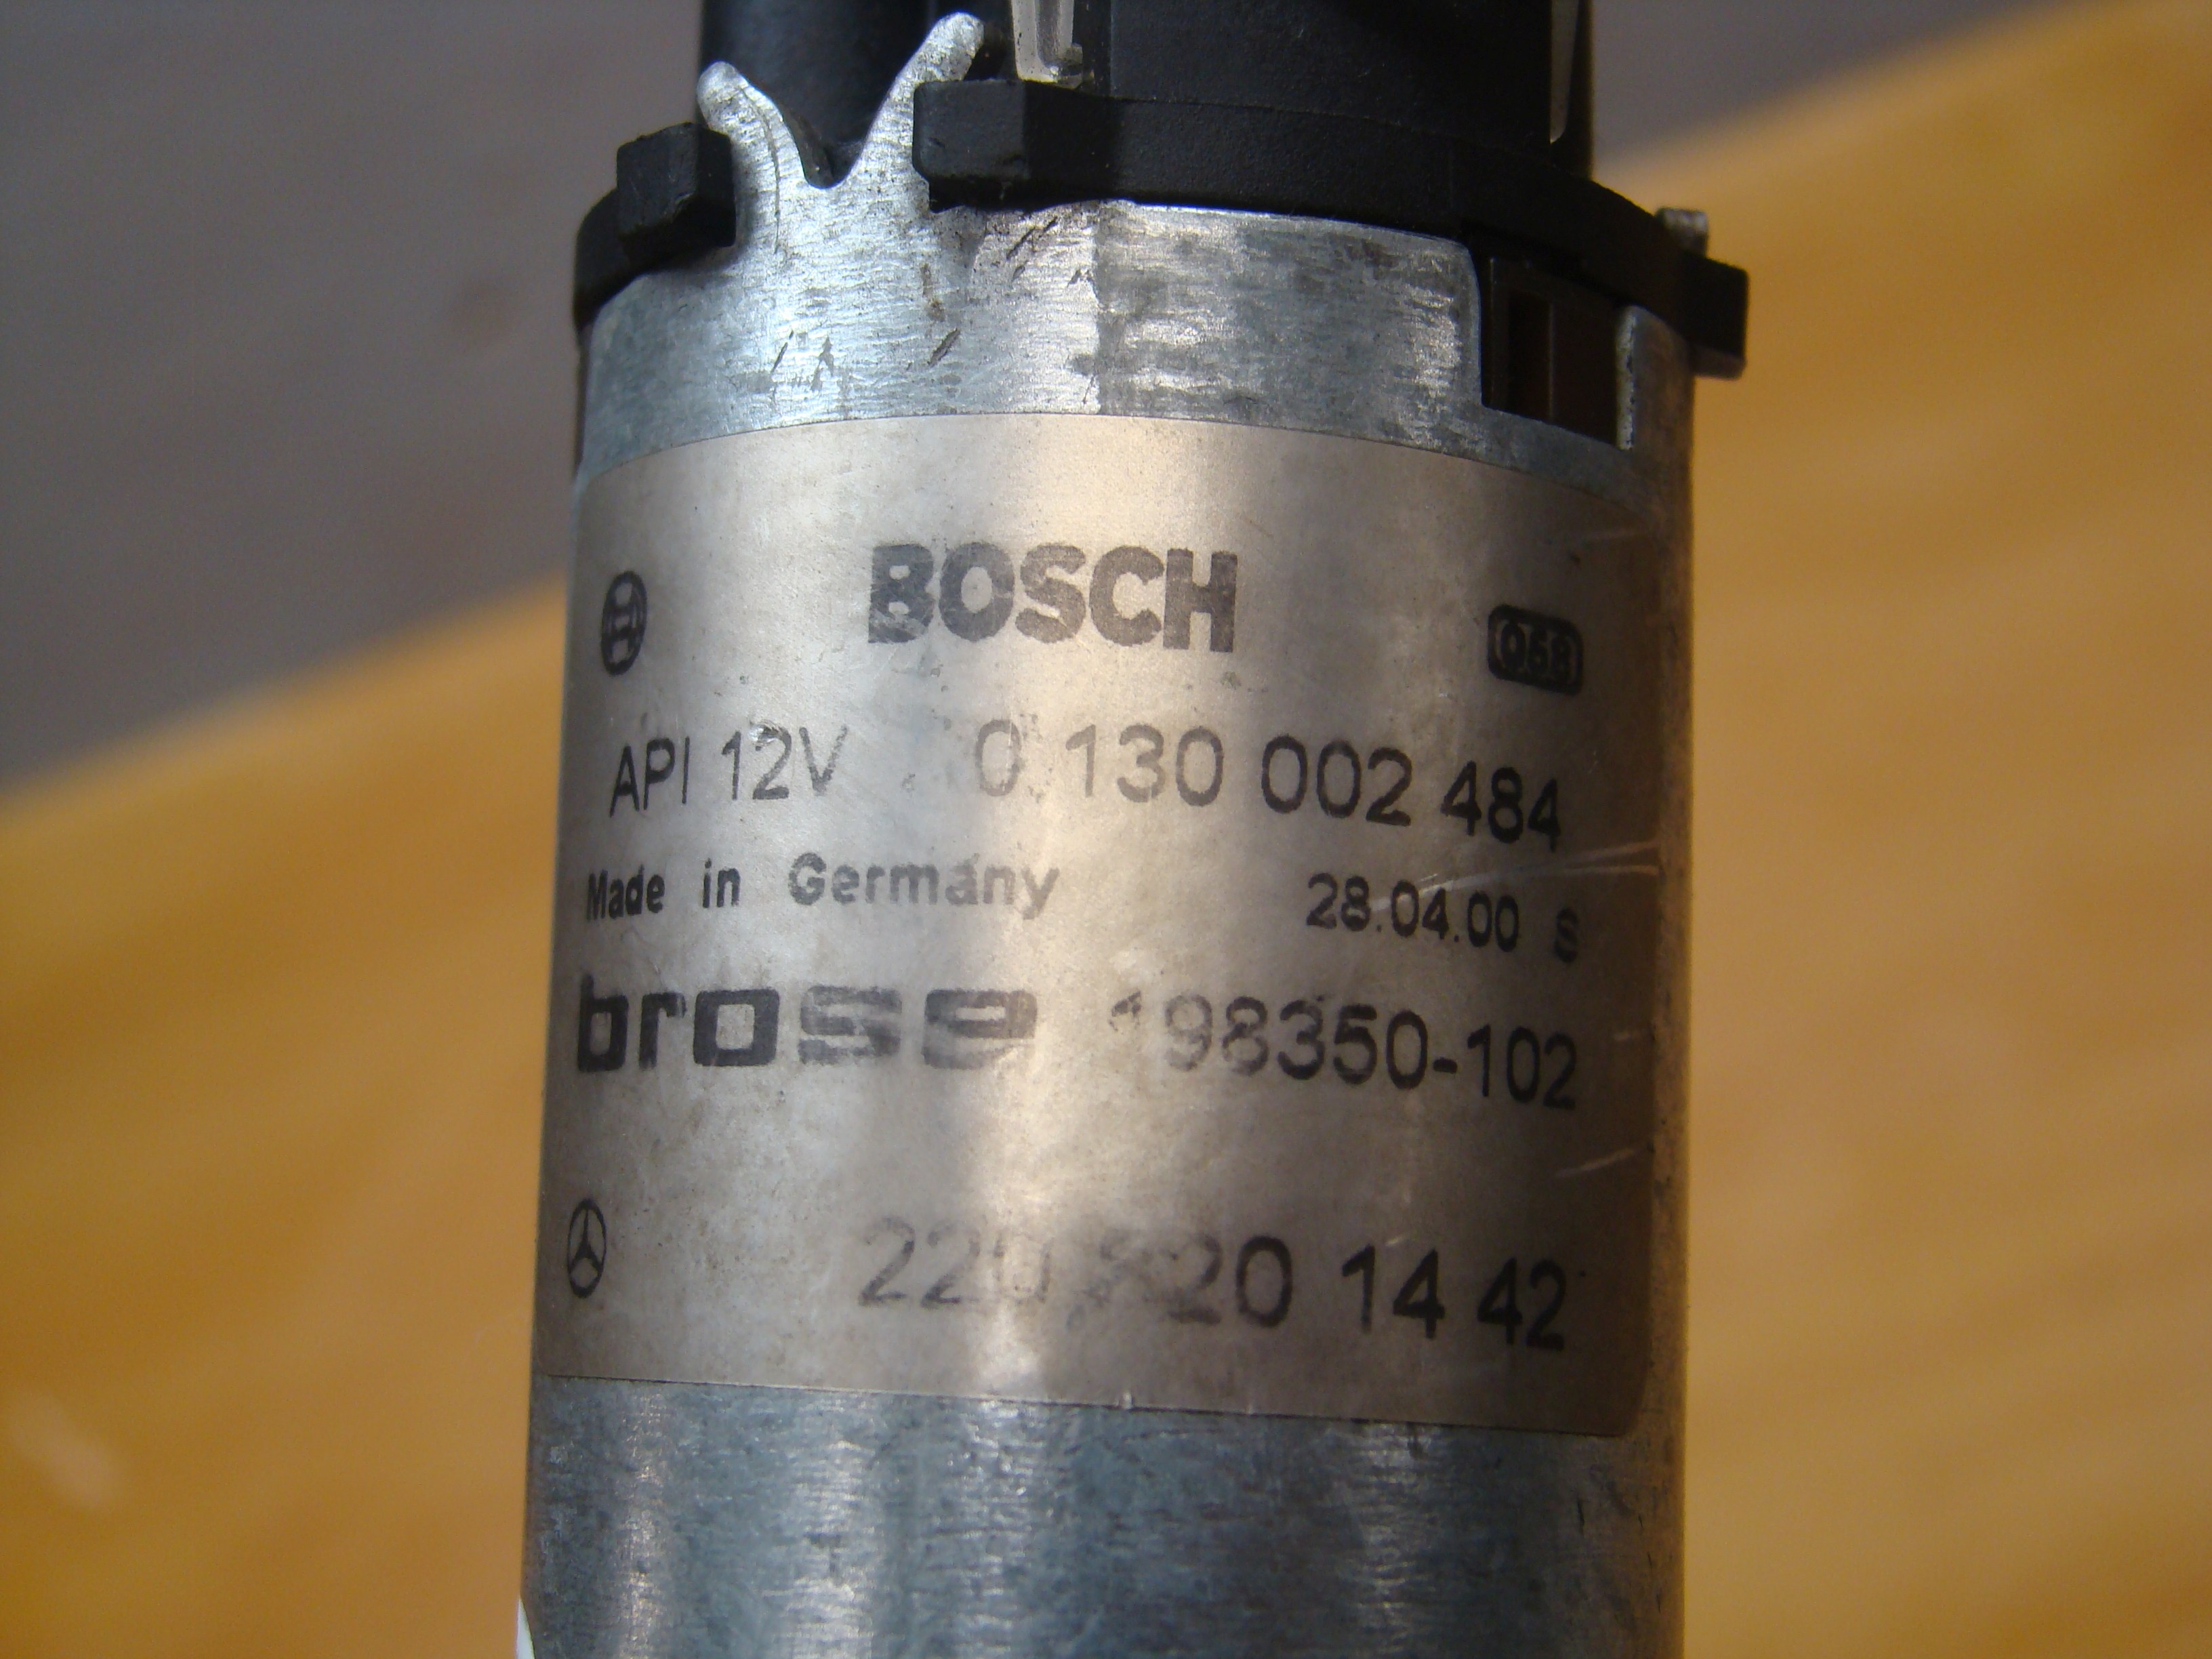 BOSCH
API 12V 0 130 002 484
Made in Germany 28.04.00 S
brose 198350-102
220 820 14 42